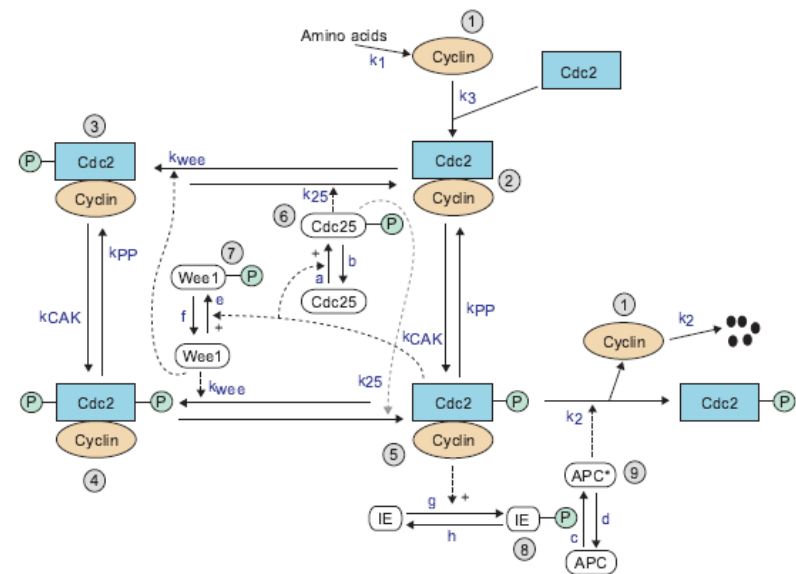 1
Amino acids
Cyclin
k1
Cdc2
k3
3
P
Cdc2
kwee
Cdc2
Cyclin
2
Cyclin
k25
6
Cdc25
P
7
kPP
Wee1
P
+
a
b
kPP
e
f
+
Cdc25
1
kCAK
kCAK
Cyclin
k2
Wee1
kwee
k25
P
Cdc2
P
Cdc2
P
k2
Cdc2
P
Cyclin
Cyclin
5
4
APC*
9
+
g
IE
IE
P
h
c
d
8
APC